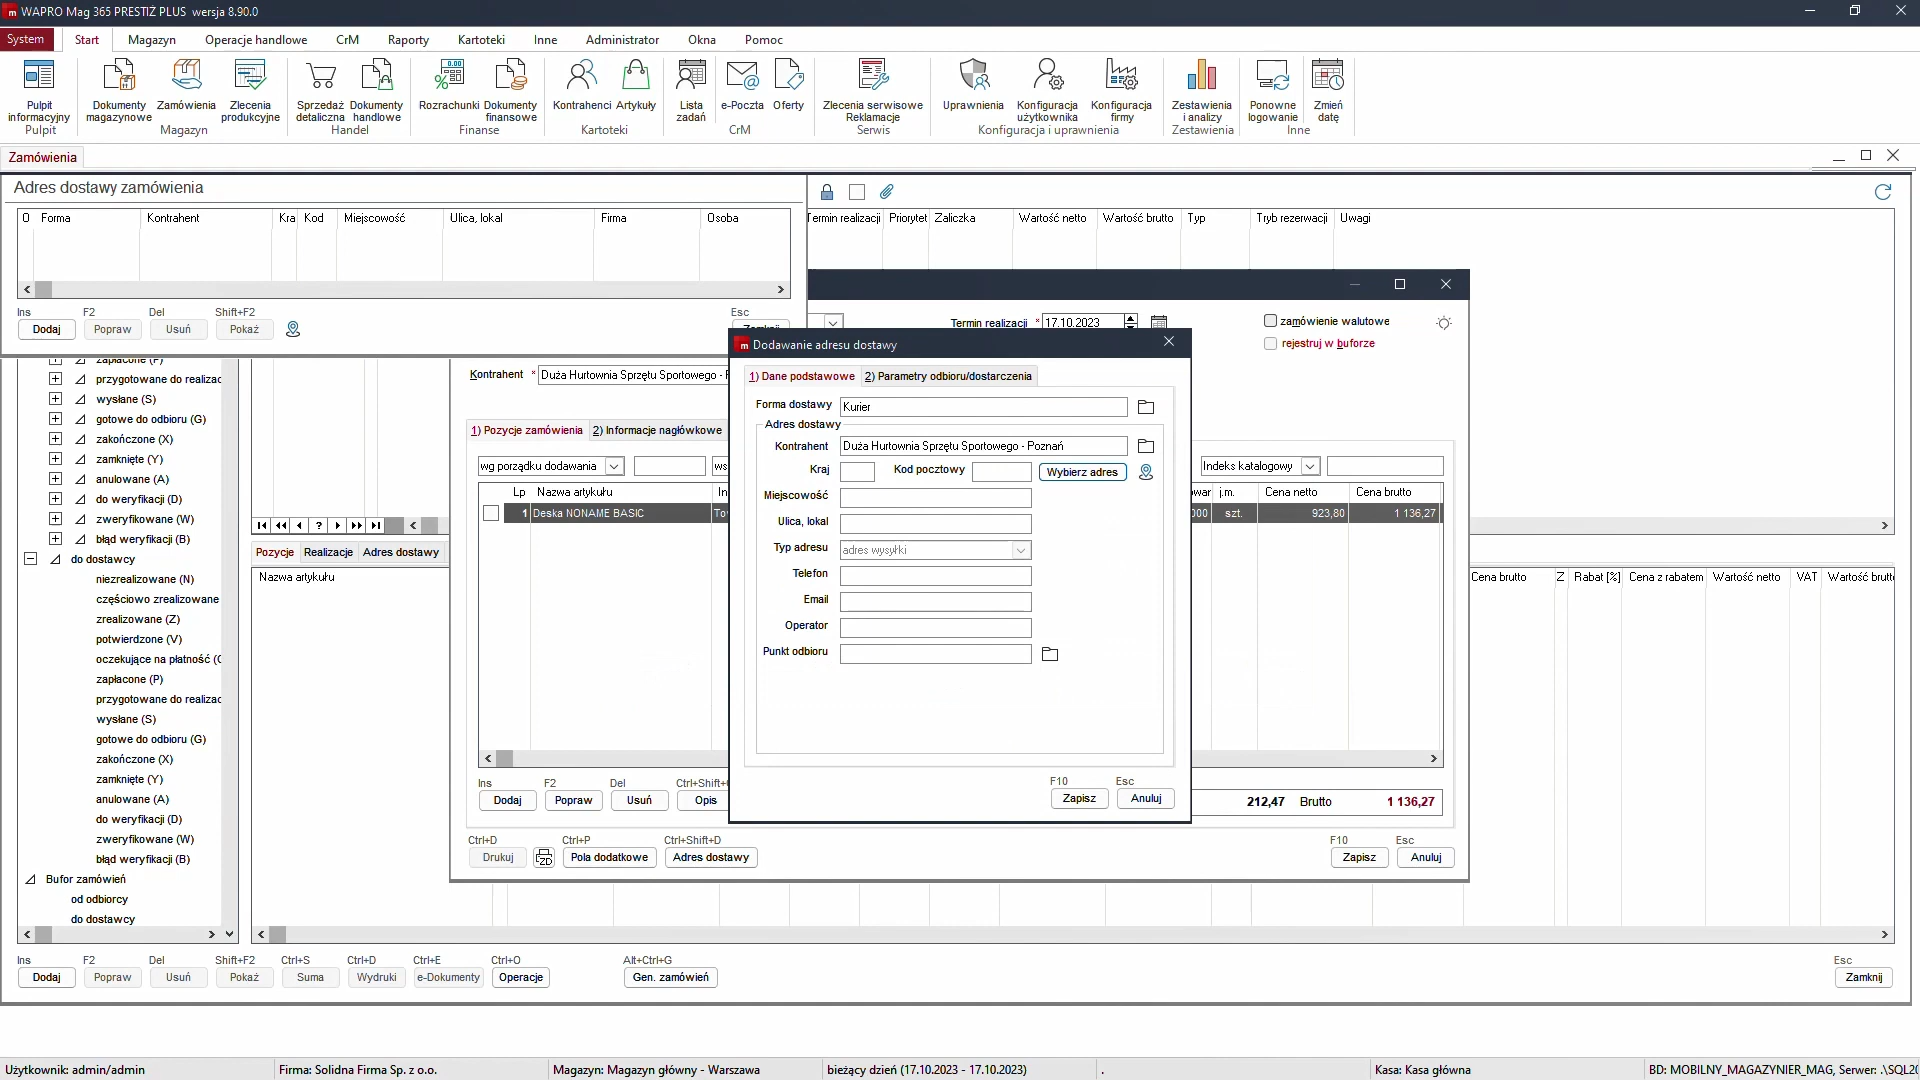 WAPRO Mag 365 PRESTIŻ PLUS wersja 8.90.0
System Start Magazyn Operacje handlowe CrM Raporty Kartoteki Inne Administrator Okna Pomoc
Pulpit informacyjny
Dokumenty magazynowe
Zamówienia
Zlecenia produkcyjne
Sprzedaż detaliczna
Dokumenty handlowe
Rozrachunki
Dokumenty finansowe
Kontrahenci
Artykuły
Lista zadań
e-Poczta
Oferty
Zlecenia serwisowe Reklamacje
Uprawnienia
Konfiguracja użytkownika
Konfiguracja firmy
Zestawienia i analizy
Ponowne logowanie
Zmień datę
Pulpit Magazyn Handel Finanse Kartoteki CrM Serwis Konfiguracja i uprawnienia Zestawienia Inne
Zamówienia
Adres dostawy zamówienia
O Forma Kontrahent Kra Kod Miejscowość Ulica, lokal Firma Osoba
Termin realizacji Priorytet Zaliczka Wartość netto Wartość brutto Typ Tryb rezerwacji Uwagi
Ins F2 Del Shift+F2 Esc
Dodaj Popraw Usuń Pokaż
Termin realizacji * 17.10.2023
zamówienie walutowe
rejestruj w buforze
Kontrahent * Duża Hurtownia Sprzętu Sportowego -
1) Pozycje zamówienia 2) Informacje nagłówkowe
wg porządku dodawania
Indeks katalogowy
Lp Nazwa artykułu j.m. Cena netto Cena brutto
1 Deska NONAME BASIC szt. 923,80 1 136,27
Dodawanie adresu dostawy
1) Dane podstawowe 2) Parametry odbioru/dostarczenia
Forma dostawy Kurier
Adres dostawy
Kontrahent Duża Hurtownia Sprzętu Sportowego - Poznań
Kraj Kod pocztowy Wybierz adres
Miejscowość
Ulica, lokal
Typ adresu adres wysyłki
Telefon
Email
Operator
Punkt odbioru
F10 Esc
Zapisz Anuluj
Ins F2 Del
Dodaj Popraw Usuń Opis
212,47 Brutto 1 136,27
Ctrl+D Ctrl+P Ctrl+Shift+D F10 Esc
Drukuj ZD Pola dodatkowe Adres dostawy Zapisz Anuluj
zapłacone (P)
przygotowane do realizac
wysłane (S)
gotowe do odbioru (G)
zakończone (X)
zamknięte (Y)
anulowane (A)
do weryfikacji (D)
zweryfikowane (W)
błąd weryfikacji (B)
do dostawcy
niezrealizowane (N)
częściowo zrealizowane
zrealizowane (Z)
potwierdzone (V)
oczekujące na płatność
zapłacone (P)
przygotowane do realizac
wysłane (S)
gotowe do odbioru (G)
zakończone (X)
zamknięte (Y)
anulowane (A)
do weryfikacji (D)
zweryfikowane (W)
błąd weryfikacji (B)
Bufor zamówień
od odbiorcy
do dostawcy
Pozycje Realizacje Adres dostawy
Nazwa artykułu
Cena brutto Z Rabat [%] Cena z rabatem Wartość netto VAT Wartość brutt
Ins F2 Del Shift+F2 Ctrl+S Ctrl+D Ctrl+E Ctrl+O Alt+Ctrl+G Esc
Dodaj Popraw Usuń Pokaż Suma Wydruki e-Dokumenty Operacje Gen. zamówień Zamknij
Użytkownik: admin/admin Firma: Solidna Firma Sp. z o.o. Magazyn: Magazyn główny - Warszawa bieżący dzień (17.10.2023 - 17.10.2023) . Kasa: Kasa główna BD: MOBILNY_MAGAZYNIER_MAG, Serwer: .\SQL20